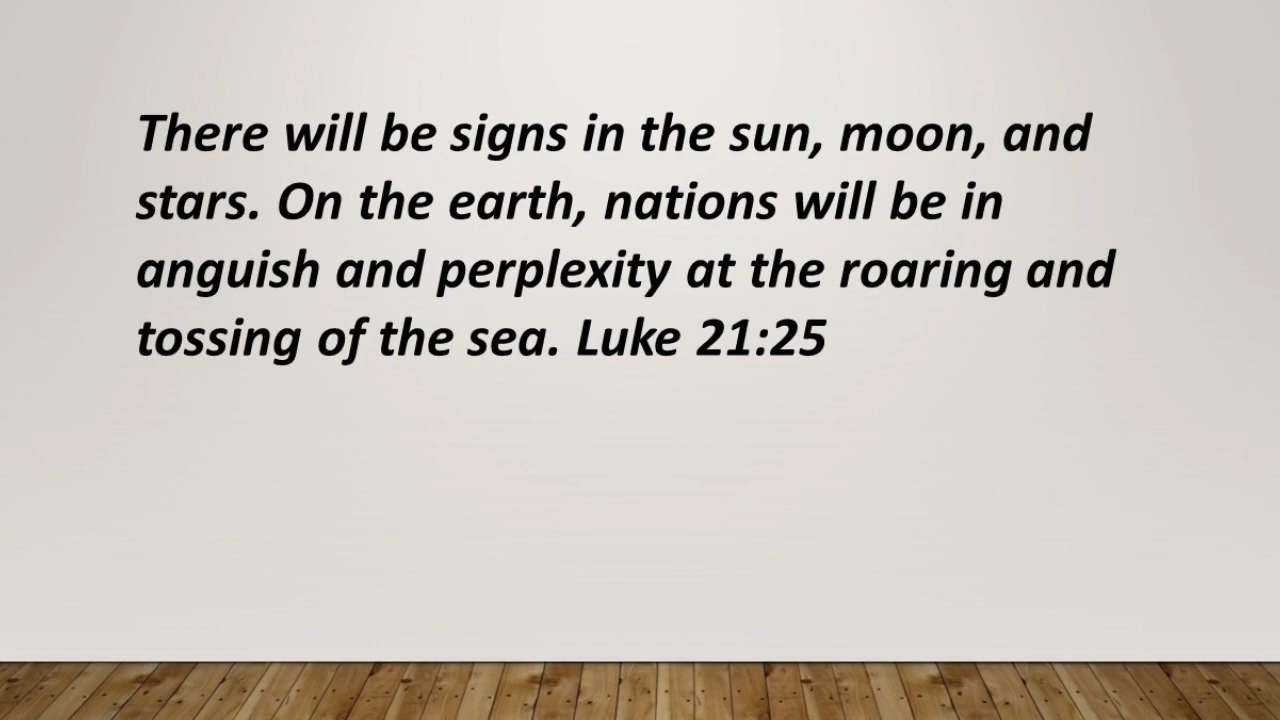 There will be signs in the sun, moon, and
stars. On the earth, nations will be in
anguish and perplexity at the roaring and
tossing of the sea. Luke 21:25